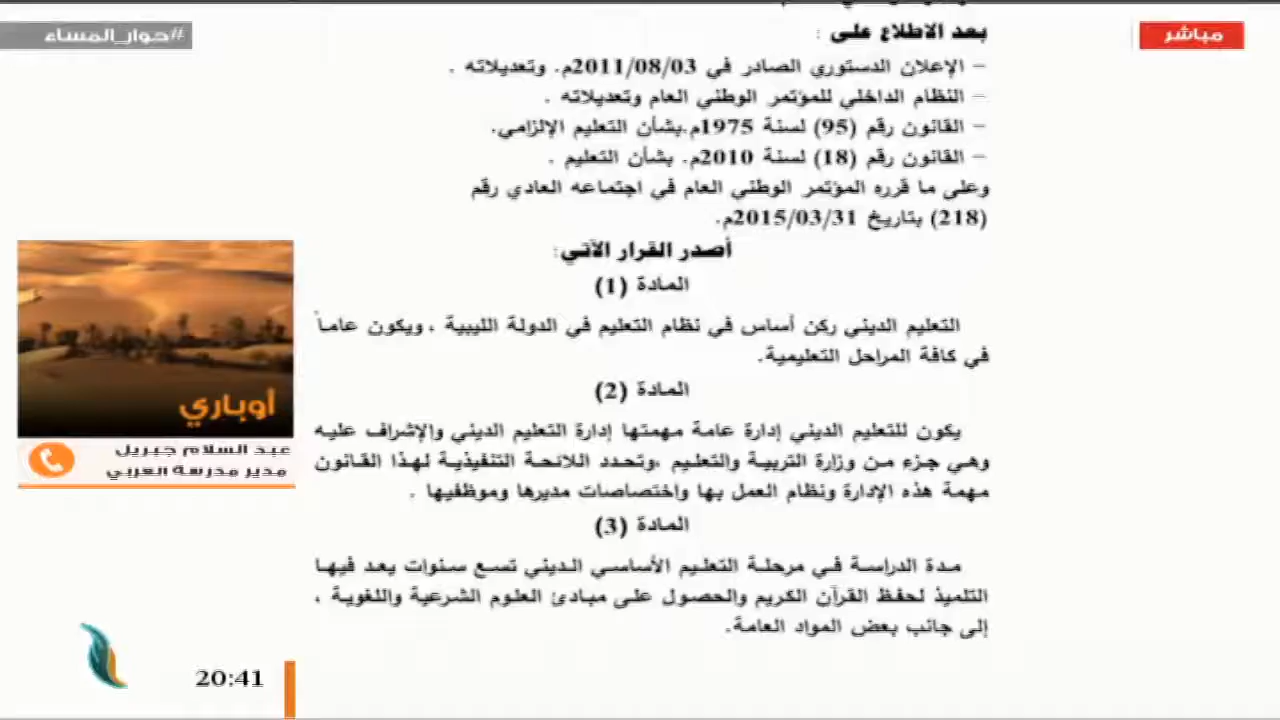 #حوار_المساء
مباشر
بعد الاطلاع على :
– الإعلان الدستوري الصادر في 2011/08/03م. وتعديلاته .
– النظام الداخلي للمؤتمر الوطني العام وتعديلاته .
– القانون رقم (95) لسنة 1975م.بشأن التعليم الإلزامي.
– القانون رقم (18) لسنة 2010م. بشأن التعليم .
وعلى ما قرره المؤتمر الوطني العام في اجتماعه العادي رقم
(218) بتاريخ 2015/03/31م.
أصدر القرار الآتي:
المادة (1)
التعليم الديني ركن أساس في نظام التعليم في الدولة الليبية ، ويكون عاماً
في كافة المراحل التعليمية.
المادة (2)
يكون للتعليم الديني إدارة عامة مهمتها إدارة التعليم الديني والإشراف عليه
وهي جزء من وزارة التربية والتعليم ،وتحدد اللائحة التنفيذية لهذا القانون
مهمة هذه الإدارة ونظام العمل بها واختصاصات مديرها وموظفيها .
المادة (3)
مدة الدراسة في مرحلة التعليم الأساسي الديني تسع سنوات يعد فيها
التلميذ لحفظ القرآن الكريم والحصول على مبادئ العلوم الشرعية واللغوية ،
إلى جانب بعض المواد العامة.
أوباري
عبد السلام جبريل
مدير مدرسة العربي
20:41